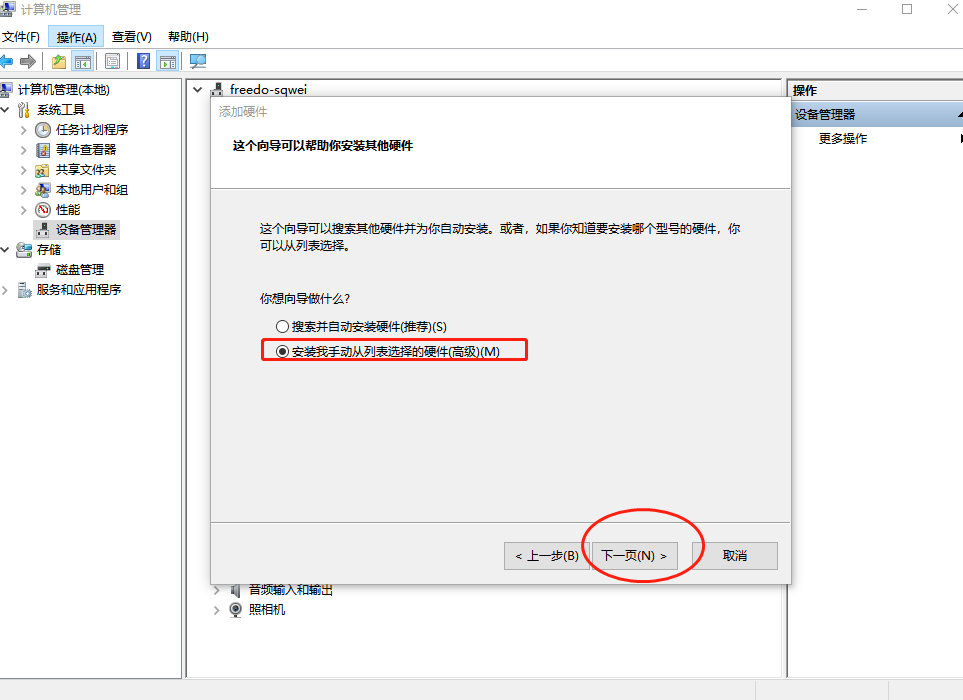 计算机管理
文件(F) 操作(A) 查看(V) 帮助(H)
计算机管理(本地)
系统工具
任务计划程序
事件查看器
共享文件夹
本地用户和组
性能
设备管理器
存储
磁盘管理
服务和应用程序
freedo-sqwei
添加硬件
这个向导可以帮助你安装其他硬件
这个向导可以搜索其他硬件并为你自动安装。或者，如果你知道要安装哪个型号的硬件，你
可以从列表选择。
你想向导做什么?
搜索并自动安装硬件(推荐)(S)
安装我手动从列表选择的硬件(高级)(M)
< 上一步(B) 下一页(N) > 取消
音频输入和输出
照相机
操作
设备管理器
更多操作